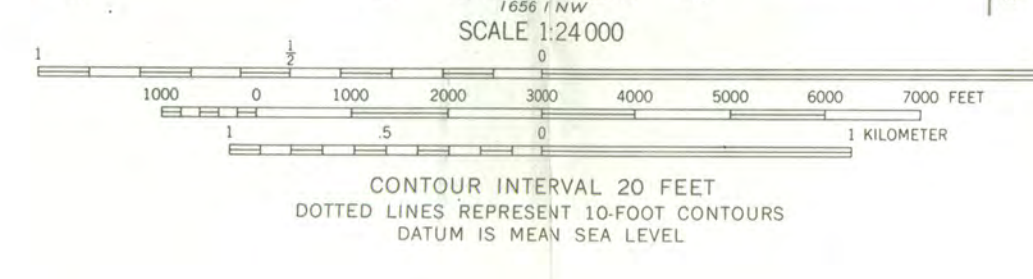 1656 I NW
SCALE 1:24 000
1 ½ 0
1000 0 1000 2000 3000 4000 5000 6000 7000 FEET
1 .5 0 1 KILOMETER
CONTOUR INTERVAL 20 FEET
DOTTED LINES REPRESENT 10-FOOT CONTOURS
DATUM IS MEAN SEA LEVEL